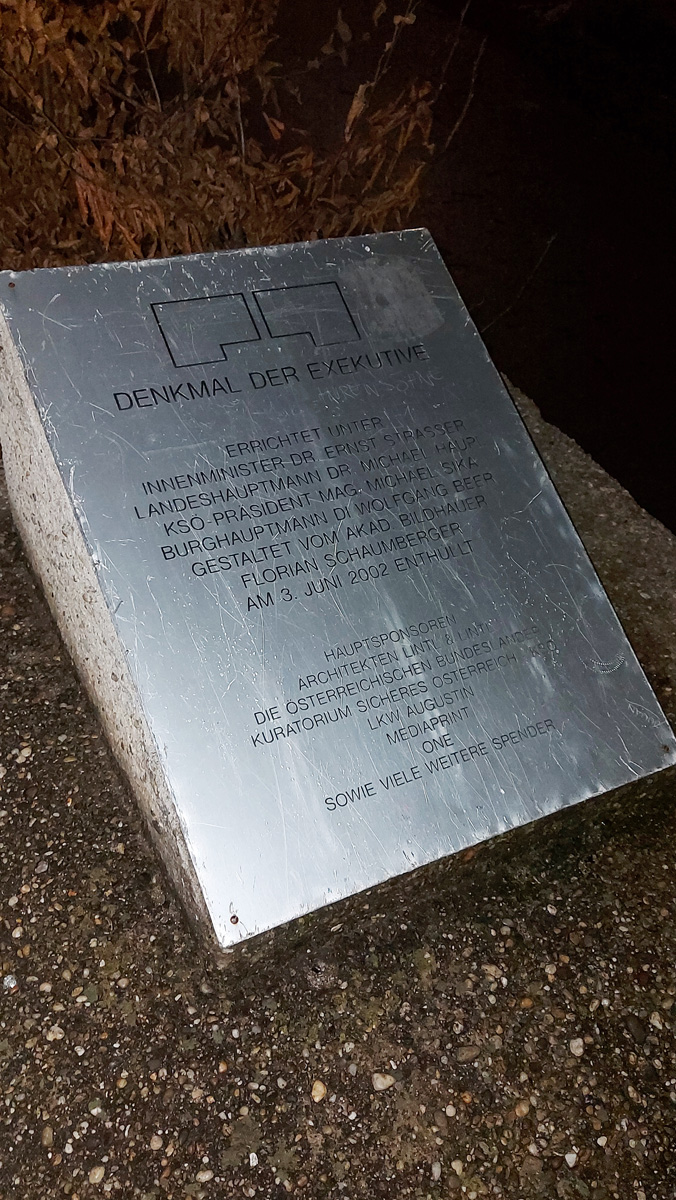 DENKMAL DER EXEKUTIVE
ERRICHTET UNTER
INNENMINISTER DR. ERNST STRASSER
LANDESHAUPTMANN DR. MICHAEL HÄUPL
KSÖ-PRÄSIDENT MAG. MICHAEL SIKA
BURGHAUPTMANN DI WOLFGANG BEER
GESTALTET VOM AKAD. BILDHAUER
FLORIAN SCHAUMBERGER
AM 3. JUNI 2002 ENTHÜLLT
HAUPTSPONSOREN
ARCHITEKTEN LINTL & LINTL
DIE ÖSTERREICHISCHEN BUNDESLÄNDER
KURATORIUM SICHERES ÖSTERREICH KSÖ
LKW AUGUSTIN
MEDIAPRINT
ONE
SOWIE VIELE WEITERE SPENDER